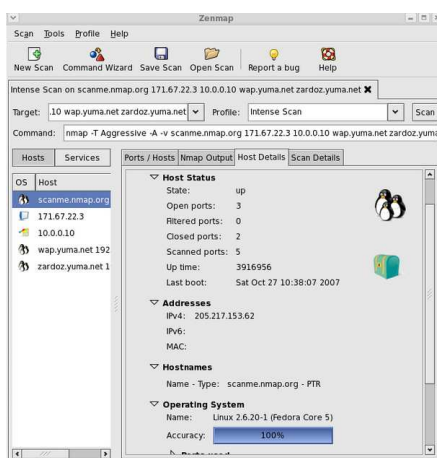 Zenmap
Scan Tools Profile Help
New Scan Command Wizard Save Scan Open Scan Report a bug Help
Intense Scan on scanme.nmap.org 171.67.22.3 10.0.0.10 wap.yuma.net zardoz.yuma.net
Target: .10 wap.yuma.net zardoz.yuma.net Profile: Intense Scan Scan
Command: nmap -T Aggressive -A -v scanme.nmap.org 171.67.22.3 10.0.0.10 wap.yuma.net zardoz.yuma
Hosts Services
OS Host
scanme.nmap.org
171.67.22.3
10.0.0.10
wap.yuma.net 192
zardoz.yuma.net 1
Ports / Hosts Nmap Output Host Details Scan Details
Host Status
State: up
Open ports: 3
Filtered ports: 0
Closed ports: 2
Scanned ports: 5
Up time: 3916956
Last boot: Sat Oct 27 10:38:07 2007
Addresses
IPv4: 205.217.153.62
IPv6:
MAC:
Hostnames
Name - Type: scanme.nmap.org - PTR
Operating System
Name: Linux 2.6.20-1 (Fedora Core 5)
Accuracy: 100%